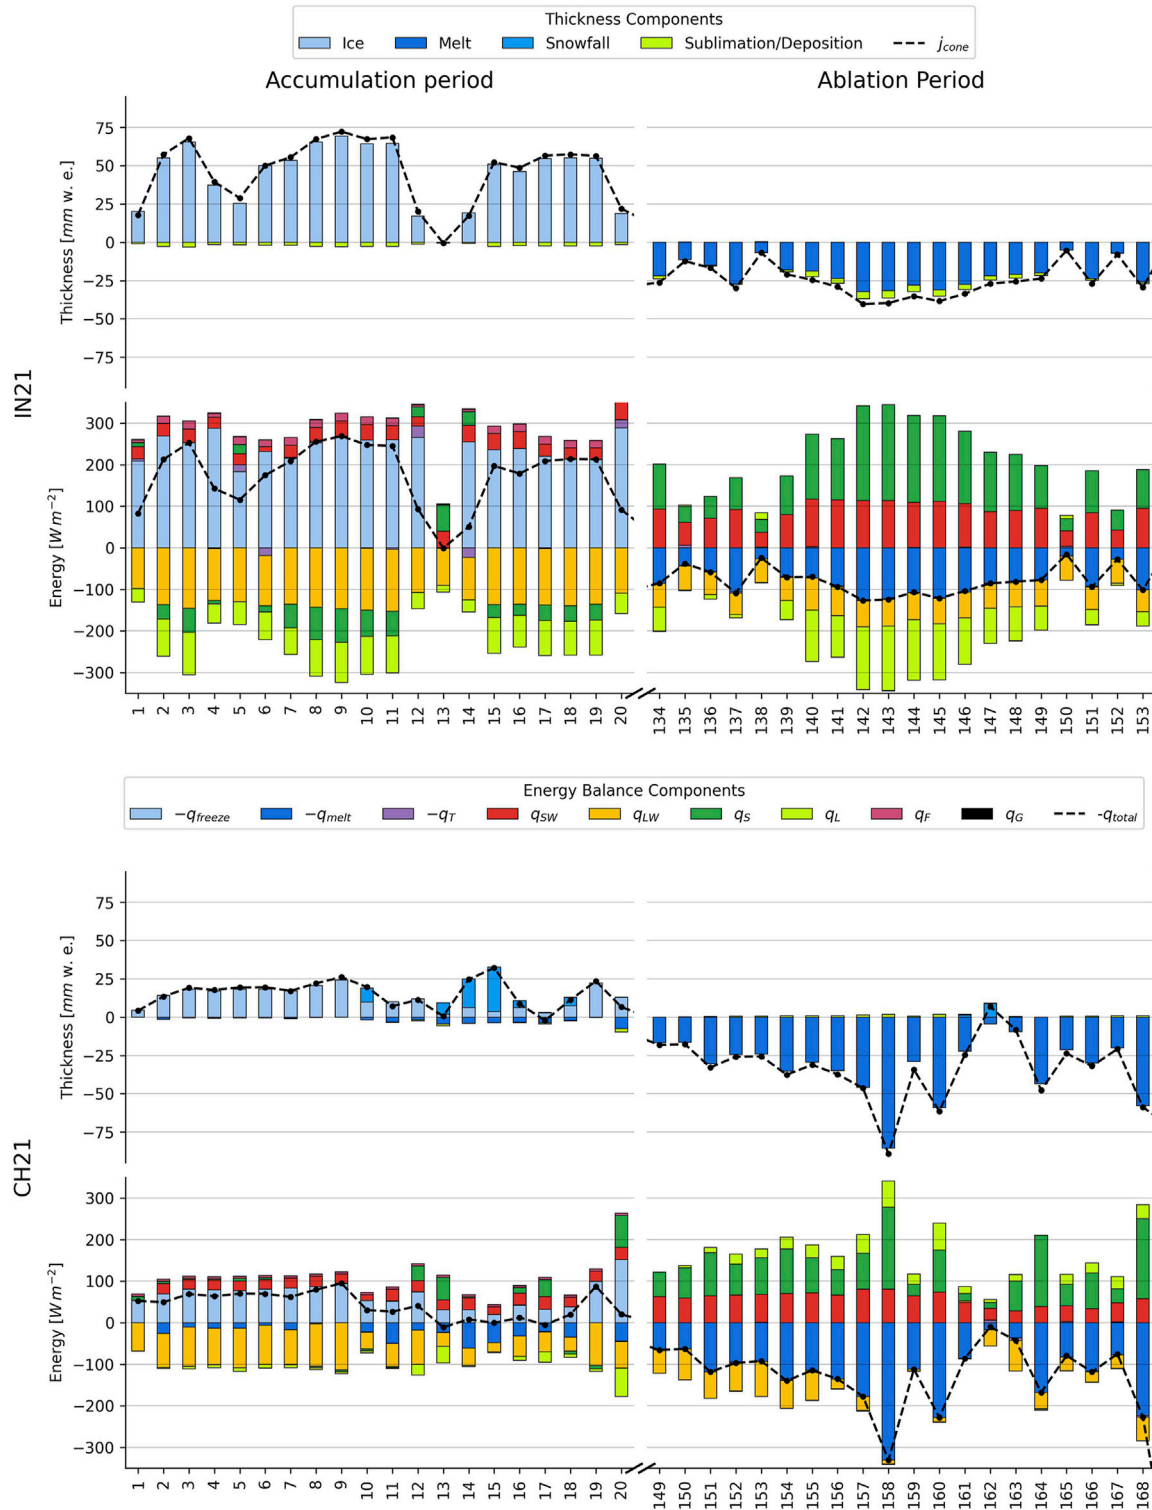 Thickness Components
Ice Melt Snowfall Sublimation/Deposition j_cone
Accumulation period Ablation Period
IN21
Thickness [mm w. e.]
75
50
25
0
−25
−50
−75
Energy [W m⁻²]
300
200
100
0
−100
−200
−300
1 2 3 4 5 6 7 8 9 10 11 12 13 14 15 16 17 18 19 20 134 135 136 137 138 139 140 141 142 143 144 145 146 147 148 149 150 151 152 153
Energy Balance Components
−q_freeze −q_melt −q_T q_SW q_LW q_S q_L q_F q_G -q_total
CH21
Thickness [mm w. e.]
75
50
25
0
−25
−50
−75
Energy [W m⁻²]
300
200
100
0
−100
−200
−300
1 2 3 4 5 6 7 8 9 10 11 12 13 14 15 16 17 18 19 20 149 150 151 152 153 154 155 156 157 158 159 160 161 162 163 164 165 166 167 168